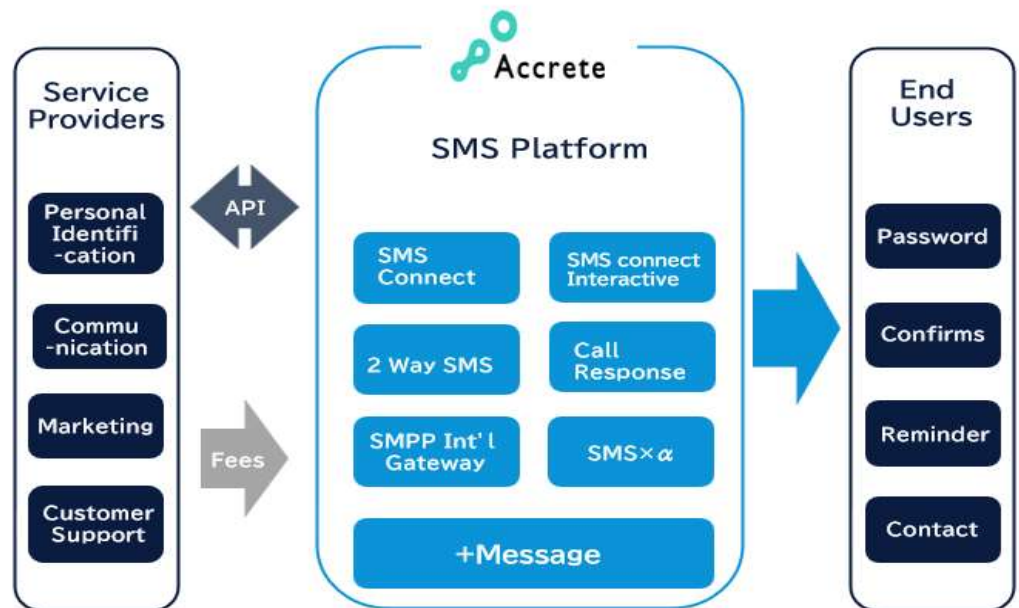 Service
Providers
Personal
Identifi
-cation
Commu
-nication
Marketing
Customer
Support
API
Fees
Accrete
SMS Platform
SMS
Connect
SMS connect
Interactive
2 Way SMS
Call
Response
SMPP Int'l
Gateway
SMS×α
+Message
End
Users
Password
Confirms
Reminder
Contact